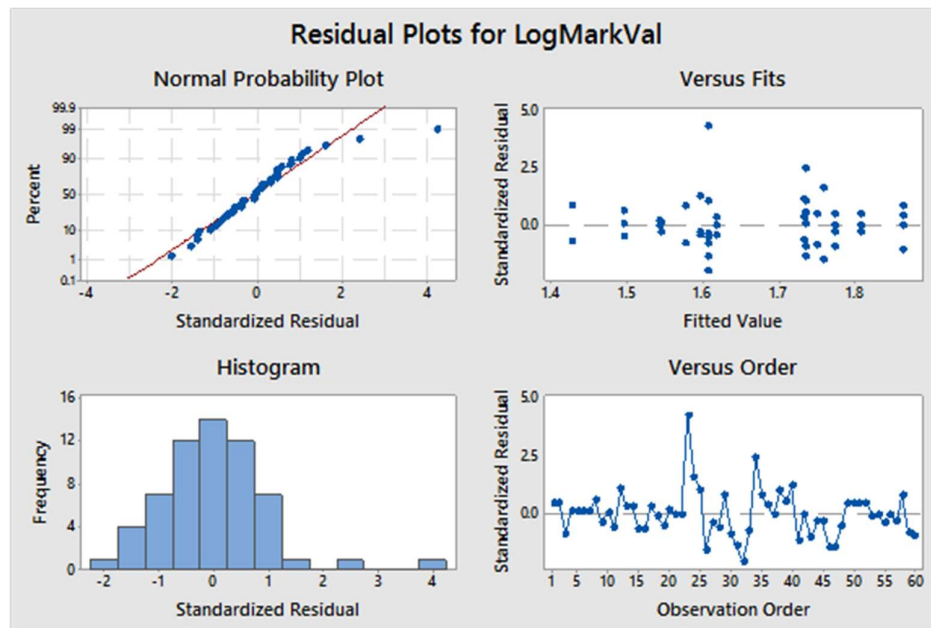 Residual Plots for LogMarkVal
Normal Probability Plot
Percent
99.9
99
90
50
10
1
0.1
-4 -2 0 2 4
Standardized Residual
Versus Fits
Standardized Residual
5.0
2.5
0.0
1.4 1.5 1.6 1.7 1.8
Fitted Value
Histogram
Frequency
16
12
8
4
0
-2 -1 0 1 2 3 4
Standardized Residual
Versus Order
Standardized Residual
5.0
2.5
0.0
1 5 10 15 20 25 30 35 40 45 50 55 60
Observation Order